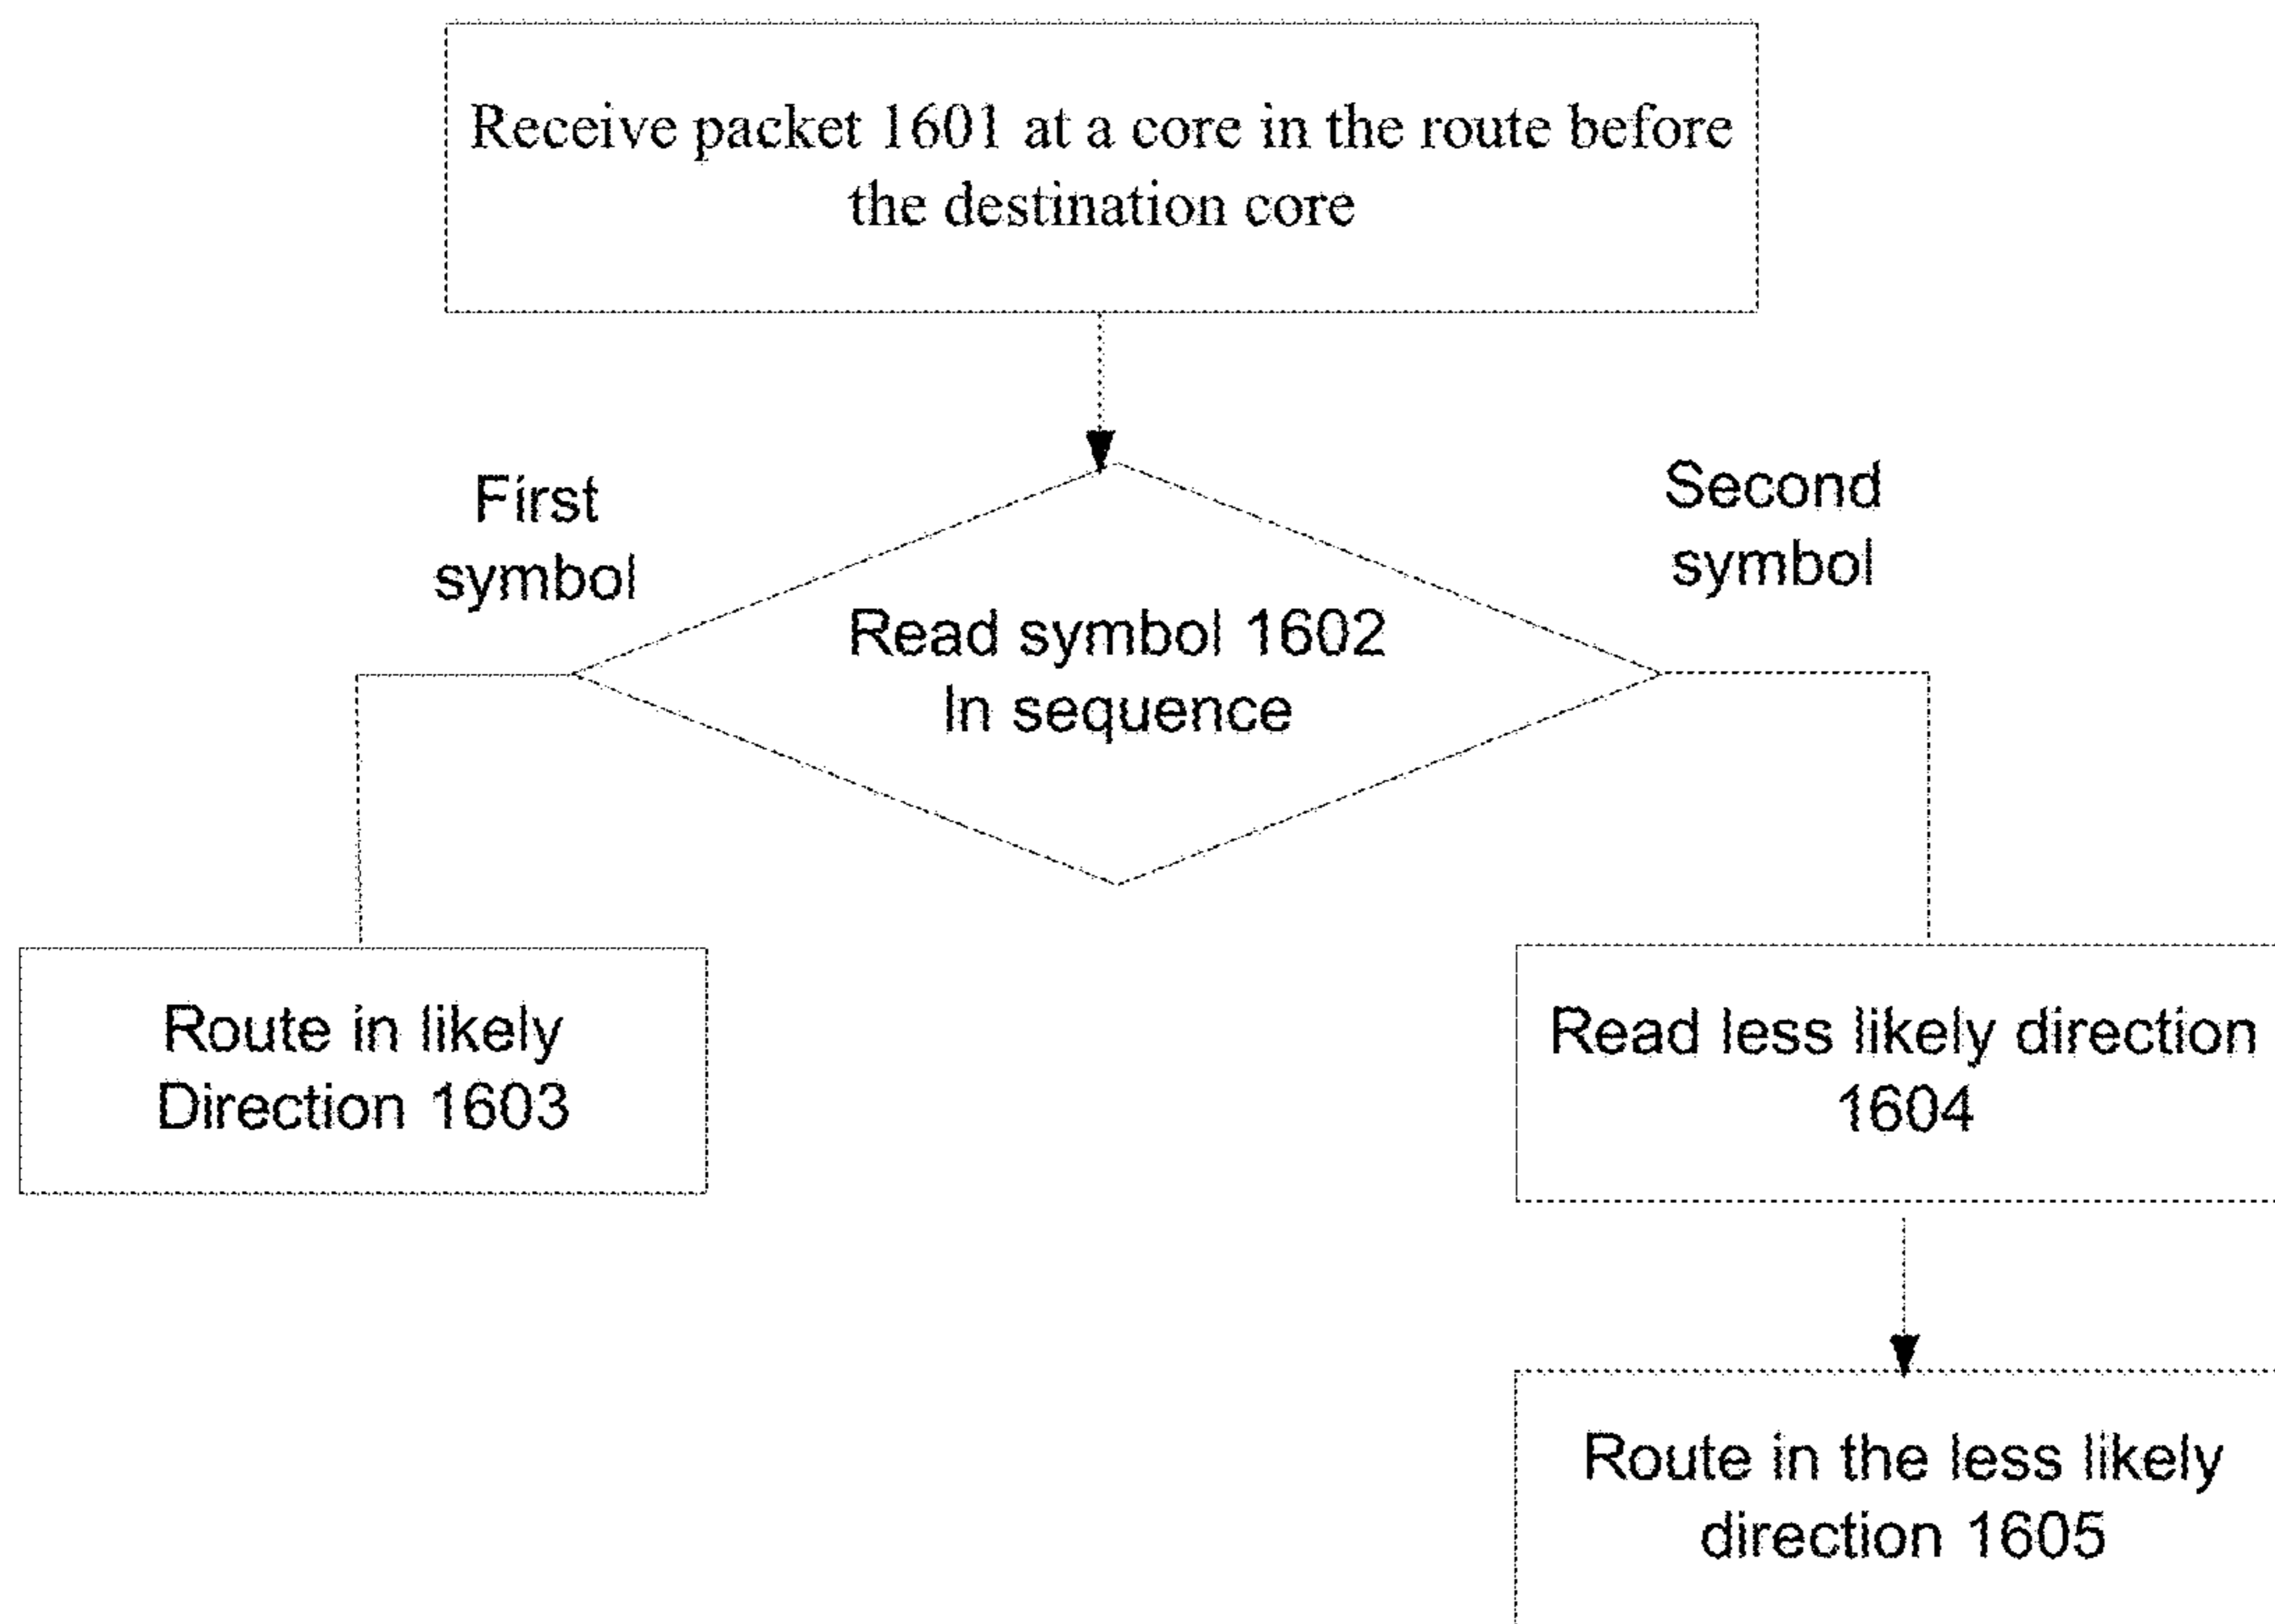 Receive packet 1601 at a core in the route before
the destination core
First
symbol
Second
symbol
Read symbol 1602
In sequence
Route in likely
Direction 1603
Read less likely direction
1604
Route in the less likely
direction 1605